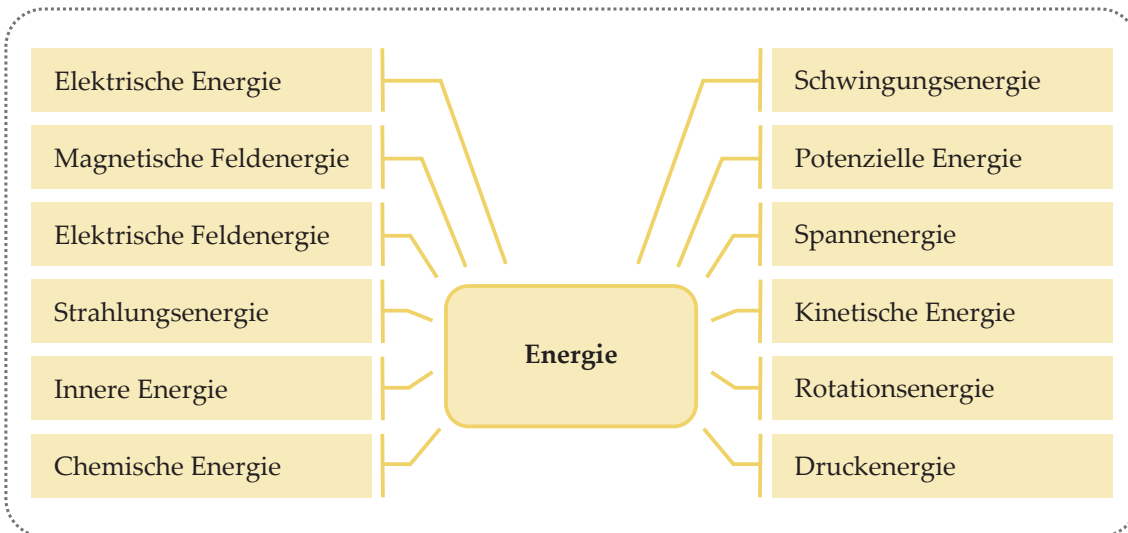 Elektrische Energie
Magnetische Feldenergie
Elektrische Feldenergie
Strahlungsenergie
Innere Energie
Chemische Energie
Energie
Schwingungsenergie
Potenzielle Energie
Spannenergie
Kinetische Energie
Rotationsenergie
Druckenergie